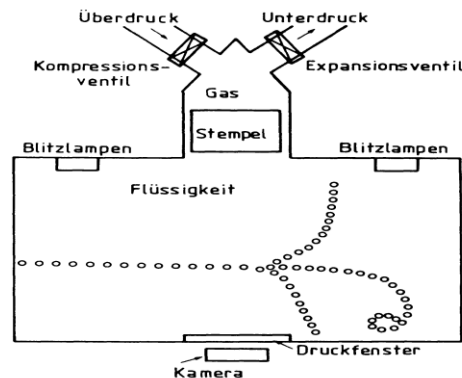 Überdruck
Unterdruck
Kompressions-
ventil
Expansionsventil
Gas
Stempel
Blitzlampen
Blitzlampen
Flüssigkeit
Druckfenster
Kamera